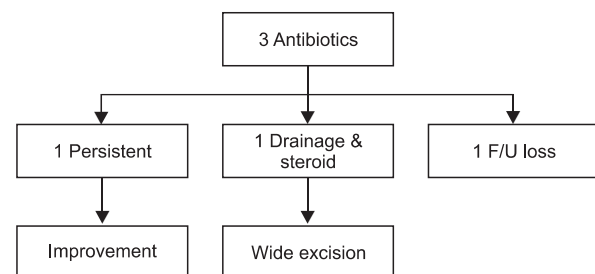 3 Antibiotics
1 Persistent
1 Drainage &
steroid
1 F/U loss
Improvement
Wide excision